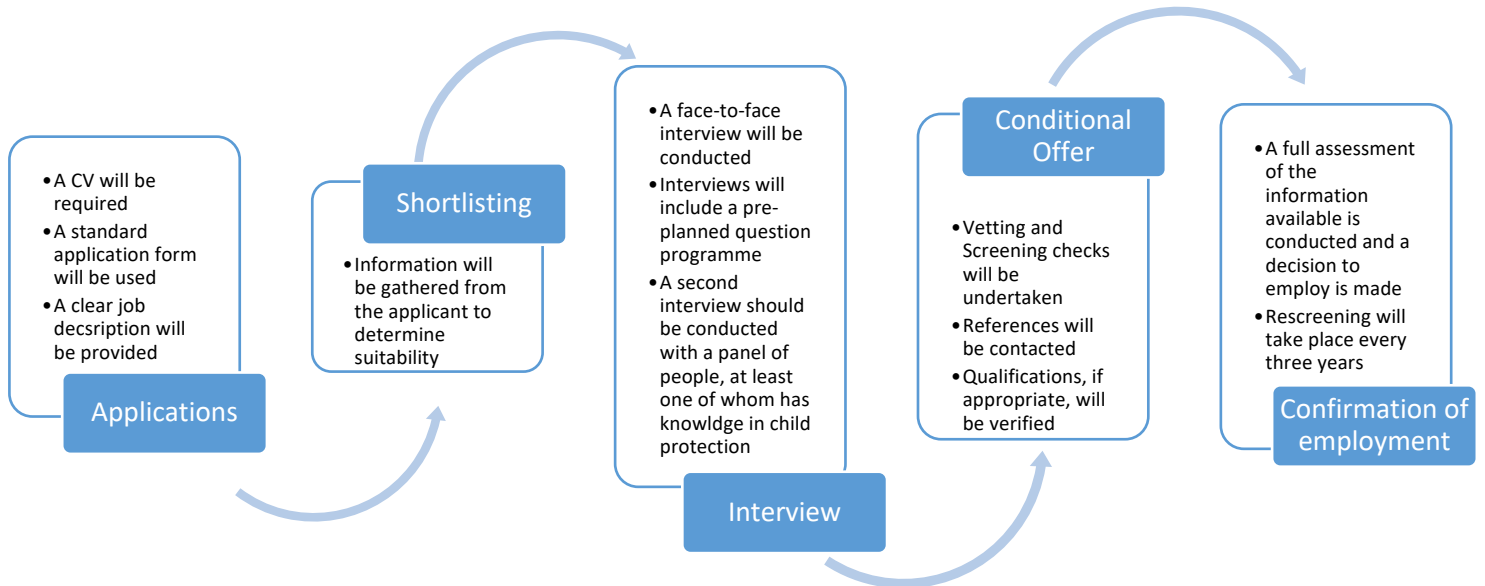 •A CV will be
required
•A standard
application form
will be used
•A clear job
decsription will
be provided
Applications
Shortlisting
•Information will
be gathered from
the applicant to
determine
suitability
•A face-to-face
interview will be
conducted
•Interviews will
include a pre-
planned question
programme
•A second
interview should
be conducted
with a panel of
people, at least
one of whom has
knowldge in child
protection
Interview
Conditional
Offer
•Vetting and
Screening checks
will be
undertaken
•References will
be contacted
•Qualifications, if
appropriate, will
be verified
•A full assessment
of the
information
available is
conducted and a
decision to
employ is made
•Rescreening will
take place every
three years
Confirmation of
employment